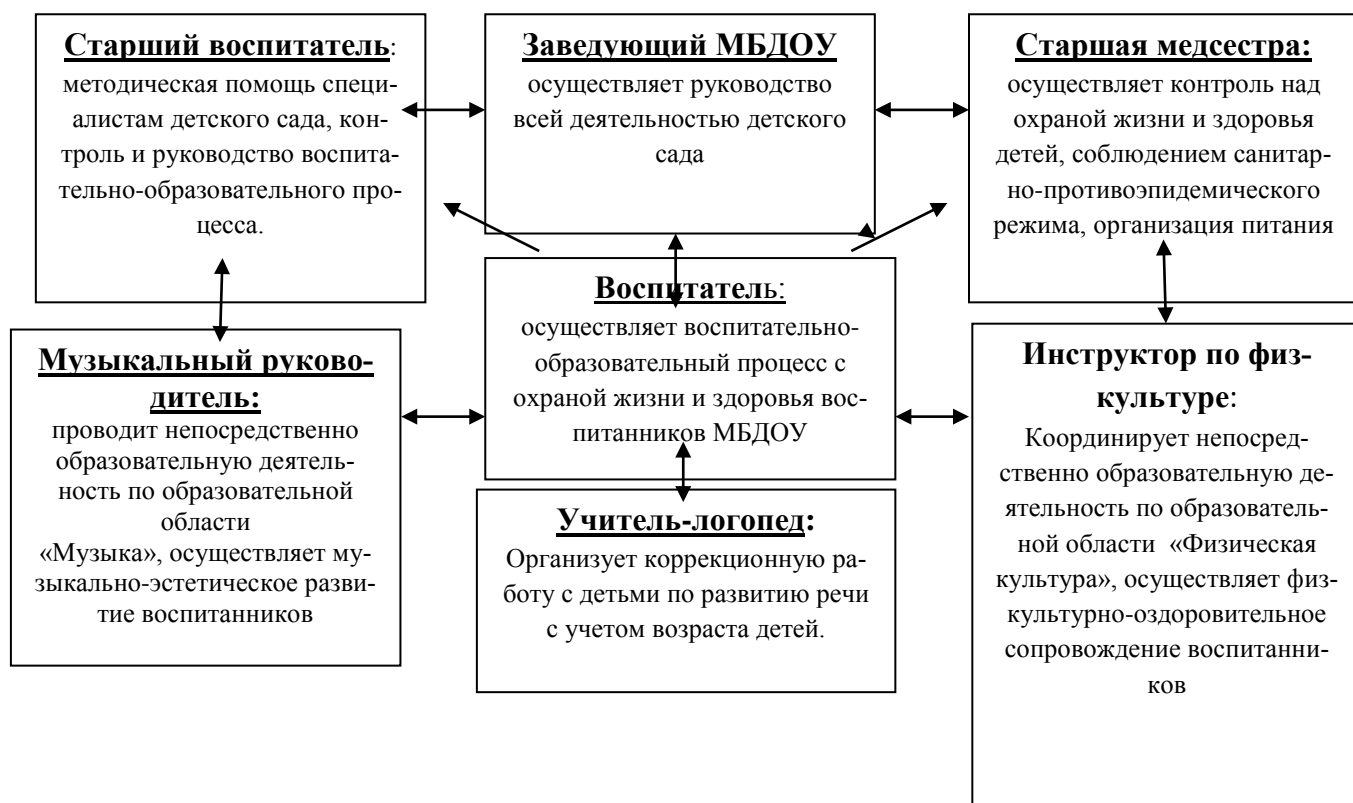 Старший воспитатель:
методическая помощь специ-
алистам детского сада, кон-
троль и руководство воспита-
тельно-образовательного про-
цесса.
Заведующий МБДОУ
осуществляет руководство
всей деятельностью детского
сада
Старшая медсестра:
осуществляет контроль над
охраной жизни и здоровья
детей, соблюдением санитар-
но-противоэпидемического
режима, организация питания
Музыкальный руково-
дитель:
проводит непосредственно
образовательную деятель-
ность по образовательной
области
«Музыка», осуществляет му-
зыкально-эстетическое разви-
тие воспитанников
Воспитатель:
осуществляет воспитательно-
образовательный процесс с
охраной жизни и здоровья вос-
питанников МБДОУ
Инструктор по физ-
культуре:
Координирует непосред-
ственно образовательную де-
ятельность по образователь-
ной области «Физическая
культура», осуществляет физ-
культурно-оздоровительное
сопровождение воспитанни-
ков
Учитель-логопед:
Организует коррекционную ра-
боту с детьми по развитию речи
с учетом возраста детей.